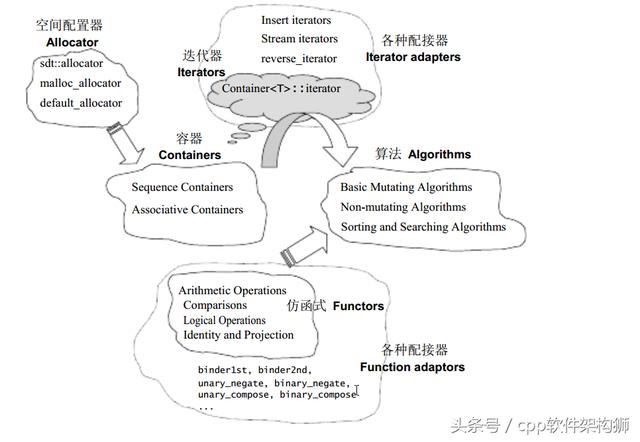 空间配置器
Allocator
sdt::allocator
malloc_allocator
default_allocator
迭代器
Iterators
Insert iterators
Stream iterators
reverse_iterator
Container<T>::iterator
各种配接器
Iterator adapters
容器
Containers
Sequence Containers
Associative Containers
算法 Algorithms
Basic Mutating Algorithms
Non-mutating Algorithms
Sorting and Searching Algorithms
Arithmetic Operations
Comparisons
Logical Operations
Identity and Projection
仿函式 Functors
各种配接器
Function adaptors
binder1st, binder2nd,
unary_negate, binary_negate,
unary_compose, binary_compose
...
头条号 / cpp软件架构狮